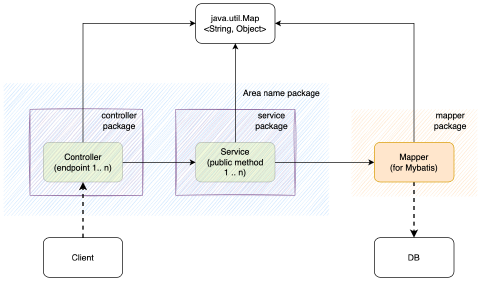 java.util.Map
<String, Object>
Area name package
controller
package
service
package
mapper
package
Controller
(endpoint 1.. n)
Service
(public method
1 .. n)
Mapper
(for Mybatis)
Client
DB